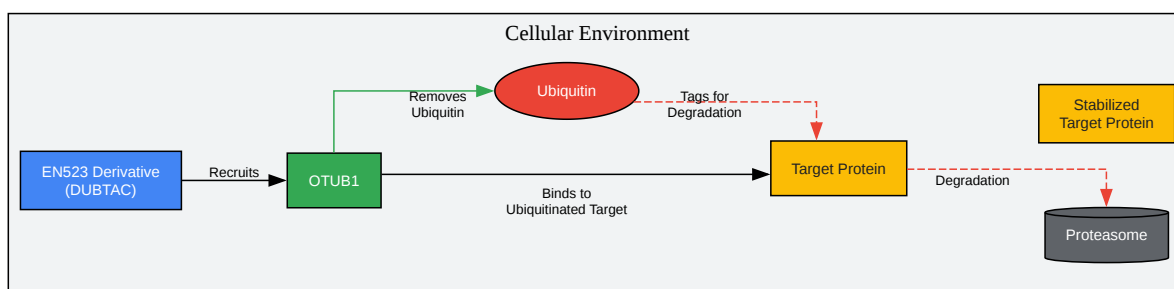 Cellular Environment
Removes
Ubiquitin
Ubiquitin
Tags for
Degradation
Stabilized
Target Protein
EN523 Derivative
(DUBTAC)
Recruits
OTUB1
Binds to
Ubiquitinated Target
Target Protein
Degradation
Proteasome